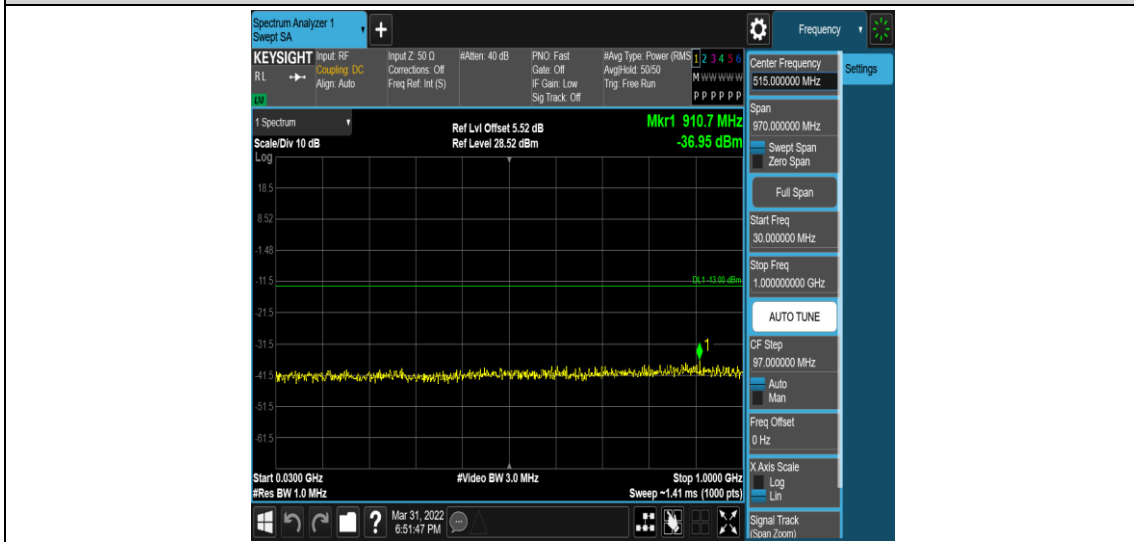 Spectrum Analyzer 1
Swept SA
+
Frequency
KEYSIGHT
Input: RF
Input Z: 50 Ω
#Atten: 40 dB
PNO: Fast
#Avg Type: Power (RMS
1 2 3 4 5 6
RL
Coupling: DC
Corrections: Off
Gate: Off
Avg|Hold: 50/50
M W W W W W
Align: Auto
Freq Ref: Int (S)
IF Gain: Low
Trig: Free Run
Sig Track: Off
P P P P P P
1 Spectrum
Ref Lvl Offset 5.52 dB
Mkr1 910.7 MHz
Scale/Div 10 dB
Ref Level 28.52 dBm
-36.95 dBm
Log
18.5
8.52
-1.48
-11.5
DL1 -13.00 dBm
-21.5
-31.5
1
-41.5
-51.5
-61.5
Start 0.0300 GHz
#Video BW 3.0 MHz
Stop 1.0000 GHz
#Res BW 1.0 MHz
Sweep ~1.41 ms (1000 pts)
?
Mar 31, 2022
6:51:47 PM
Center Frequency
515.000000 MHz
Settings
Span
970.000000 MHz
Swept Span
Zero Span
Full Span
Start Freq
30.000000 MHz
Stop Freq
1.000000000 GHz
AUTO TUNE
CF Step
97.000000 MHz
Auto
Man
Freq Offset
0 Hz
X Axis Scale
Log
Lin
Signal Track
(Span Zoom)